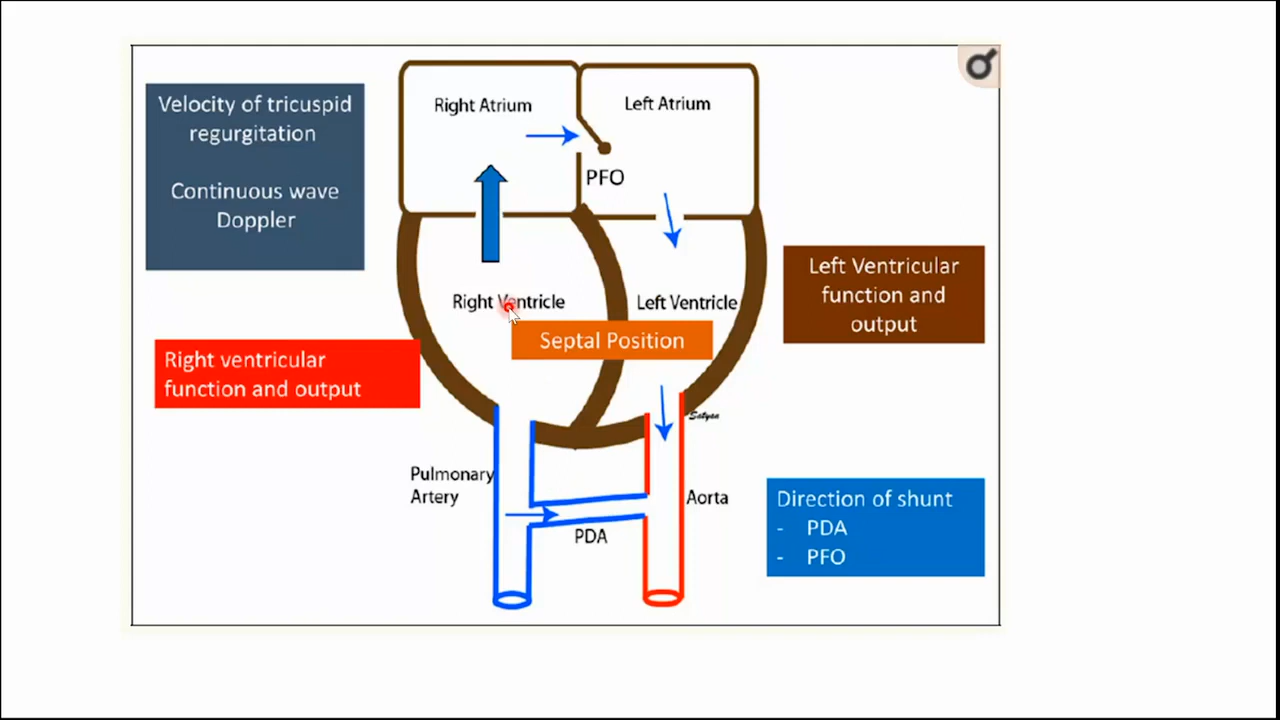 Velocity of tricuspid
regurgitation
Continuous wave
Doppler
Right Atrium
Left Atrium
PFO
Right Ventricle
Left Ventricle
Septal Position
Left Ventricular
function and
output
Right ventricular
function and output
Satyan
Pulmonary
Artery
Aorta
PDA
Direction of shunt
- PDA
- PFO